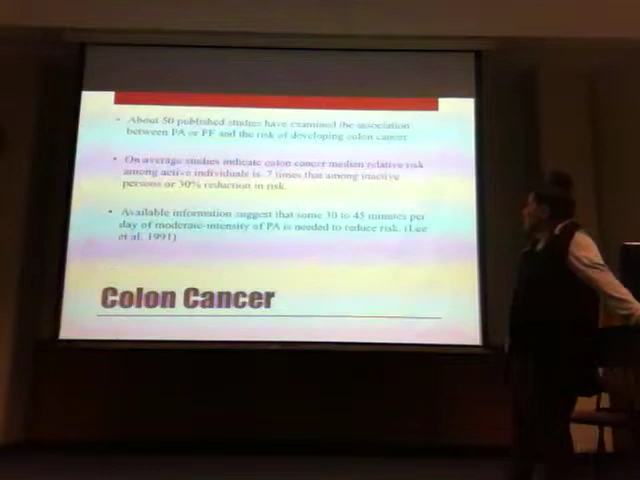 • About 50 published studies have examined the association
between PA or PF and the risk of developing colon cancer
• On average studies indicate colon cancer median relative risk
among active individuals is .7 times that among inactive
persons or 30% reduction in risk.
• Available information suggest that some 30 to 45 minutes per
day of moderate-intensity of PA is needed to reduce risk. (Lee
et al. 1991)
Colon Cancer